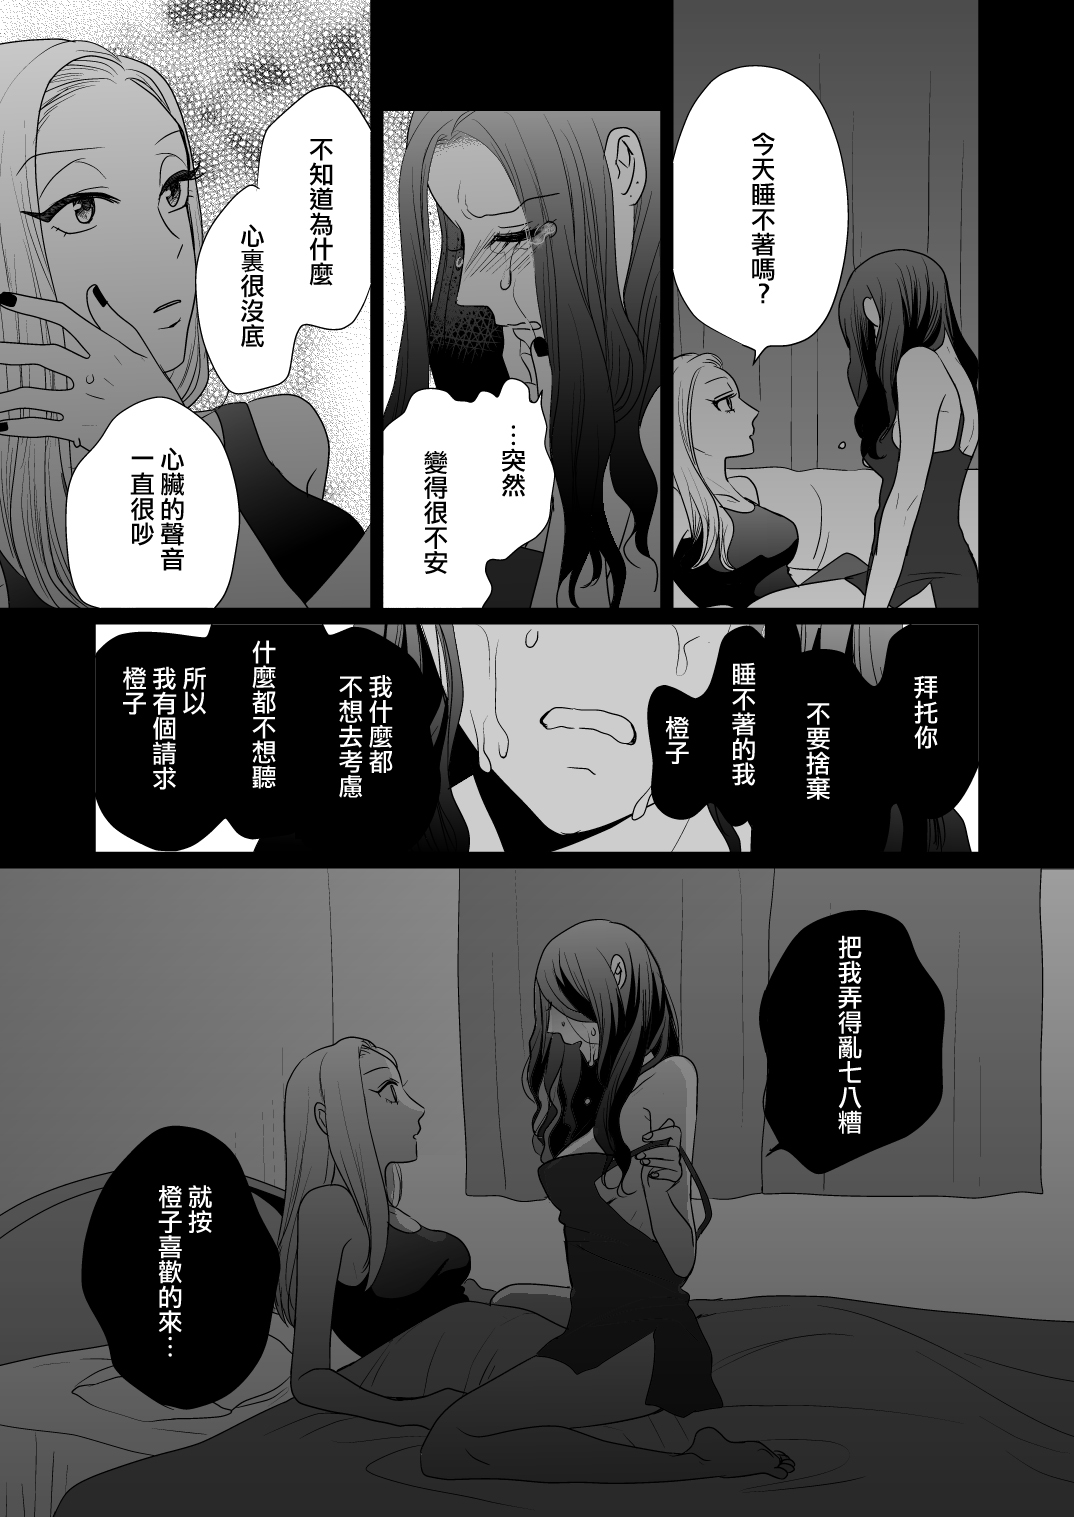 今天睡不著嗎？
…突然
變得很不安
不知道為什麼
心裏很沒底
心臟的聲音
一直很吵
拜托你
不要捨棄
睡不著的我
橙子
我什麼都
不想去考慮
什麼都不想聽
所以
我有個請求
橙子
把我弄得亂七八糟
就按
橙子喜歡的來…